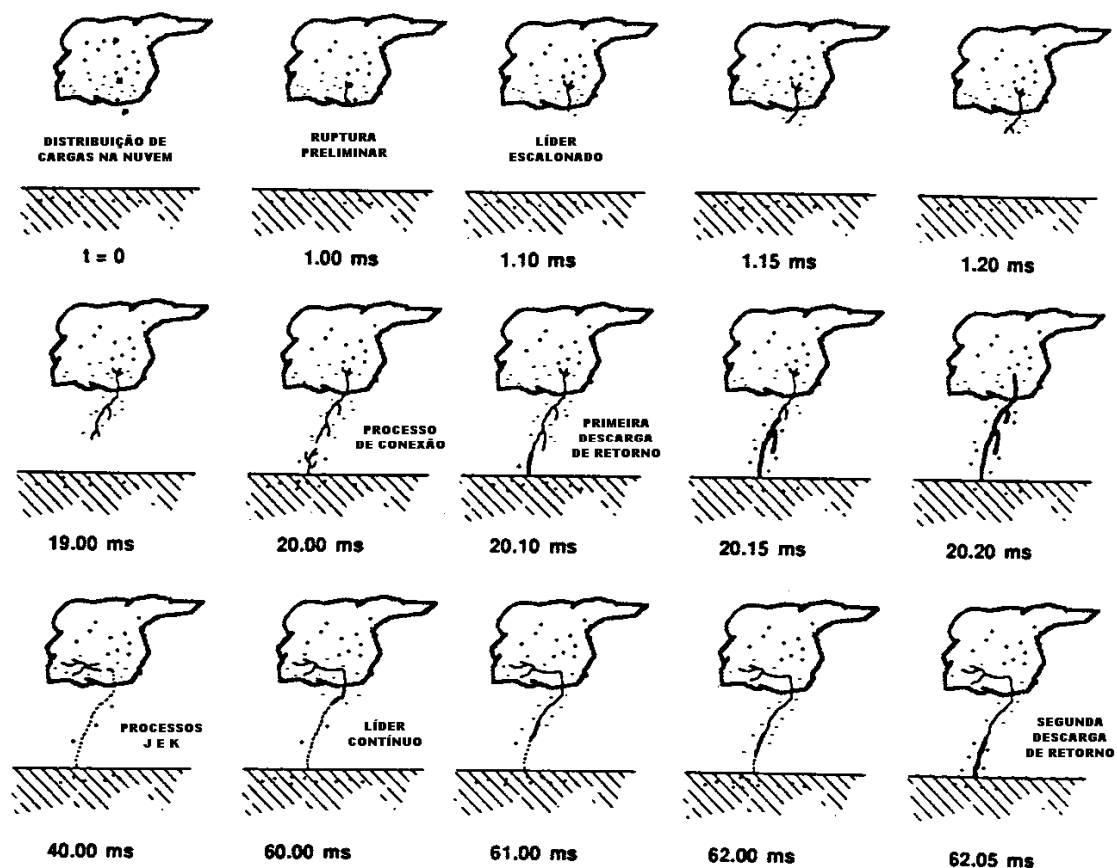 DISTRIBUIÇÃO DE
CARGAS NA NUVEM
RUPTURA
PRELIMINAR
LÍDER
ESCALONADO
t = 0
1.00 ms
1.10 ms
1.15 ms
1.20 ms
PROCESSO
DE CONEXÃO
PRIMEIRA
DESCARGA
DE RETORNO
19.00 ms
20.00 ms
20.10 ms
20.15 ms
20.20 ms
PROCESSOS
J E K
LÍDER
CONTÍNUO
SEGUNDA
DESCARGA
DE RETORNO
40.00 ms
60.00 ms
61.00 ms
62.00 ms
62.05 ms